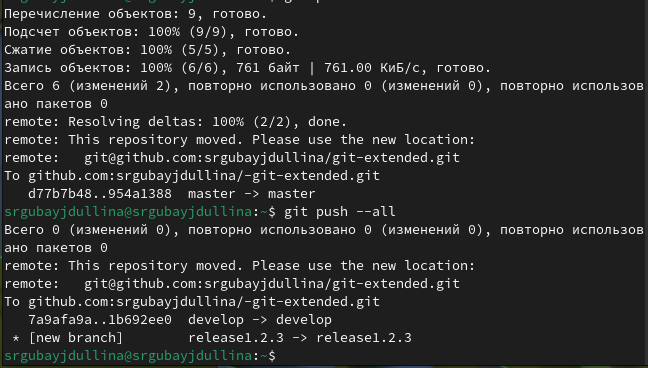 Перечисление объектов: 9, готово.
Подсчет объектов: 100% (9/9), готово.
Сжатие объектов: 100% (5/5), готово.
Запись объектов: 100% (6/6), 761 байт | 761.00 КиБ/с, готово.
Всего 6 (изменений 2), повторно использовано 0 (изменений 0), повторно использов
ано пакетов 0
remote: Resolving deltas: 100% (2/2), done.
remote: This repository moved. Please use the new location:
remote:   git@github.com:srgubayjdullina/git-extended.git
To github.com:srgubayjdullina/-git-extended.git
   d77b7b48..954a1388  master -> master
srgubayjdullina@srgubayjdullina:~$ git push --all
Всего 0 (изменений 0), повторно использовано 0 (изменений 0), повторно использов
ано пакетов 0
remote: This repository moved. Please use the new location:
remote:   git@github.com:srgubayjdullina/git-extended.git
To github.com:srgubayjdullina/-git-extended.git
   7a9afa9a..1b692ee0  develop -> develop
 * [new branch]        release1.2.3 -> release1.2.3
srgubayjdullina@srgubayjdullina:~$